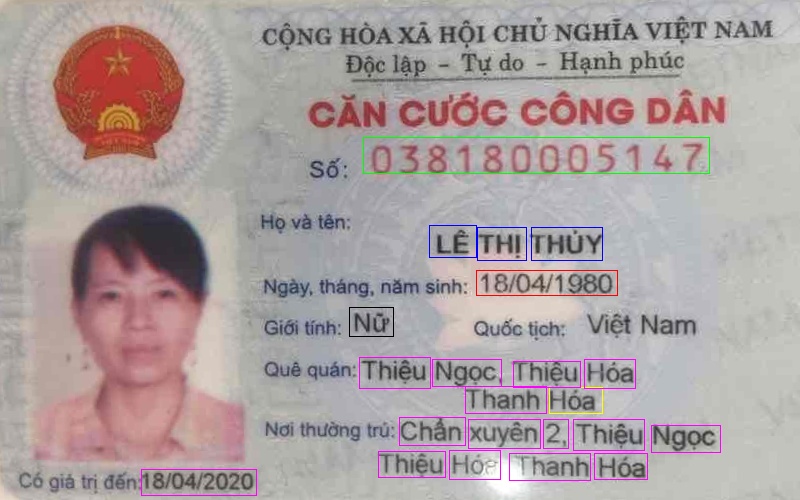 CỘNG HÒA XÃ HỘI CHỦ NGHĨA VIỆT NAM
Độc lập - Tự do - Hạnh phúc
CĂN CƯỚC CÔNG DÂN
Số: 038180005147
Họ và tên:
LÊ THỊ THỦY
Ngày, tháng, năm sinh: 18/04/1980
Giới tính: Nữ Quốc tịch: Việt Nam
Quê quán: Thiệu Ngọc, Thiệu Hóa
Thanh Hóa
Nơi thường trú: Chẩn xuyên 2, Thiệu Ngọc
Thiệu Hóa Thanh Hóa
Có giá trị đến: 18/04/2020